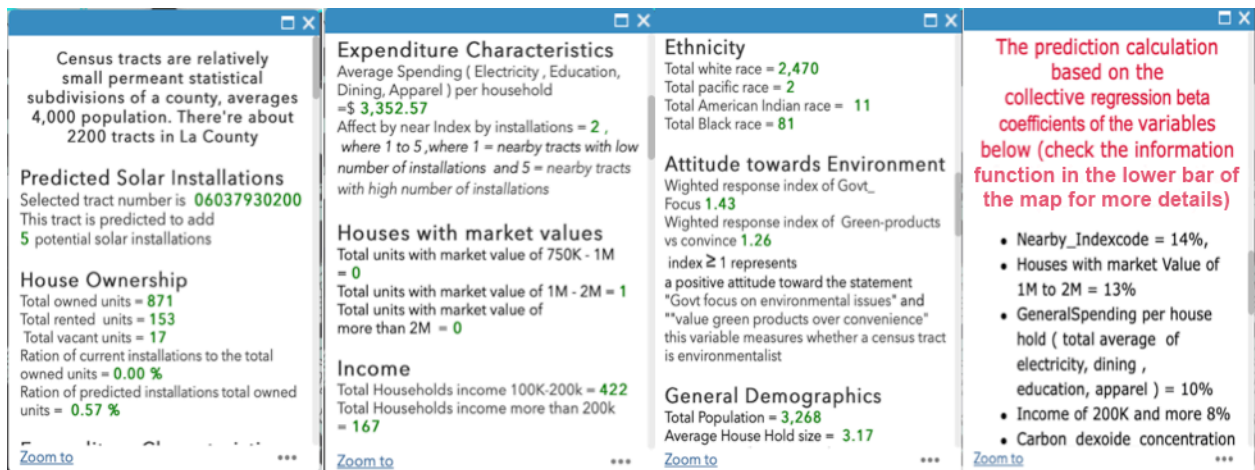 Census tracts are relatively
small permeant statistical
subdivisions of a county, averages
4,000 population. There're about
2200 tracts in La County
Predicted Solar Installations
Selected tract number is 06037930200
This tract is predicted to add
5 potential solar installations
House Ownership
Total owned units = 871
Total rented units = 153
Total vacant units = 17
Ration of current installations to the total
owned units = 0.00 %
Ration of predicted installations total owned
units = 0.57 %
Zoom to
Expenditure Characteristics
Average Spending ( Electricity , Education,
Dining, Apparel ) per household
=$ 3,352.57
Affect by near Index by installations = 2 ,
where 1 to 5 ,where 1 = nearby tracts with low
number of installations and 5 = nearby tracts
with high number of installations
Houses with market values
Total units with market value of 750K - 1M
= 0
Total units with market value of 1M - 2M = 1
Total units with market value of
more than 2M = 0
Income
Total Households income 100K-200k = 422
Total Households income more than 200k
= 167
Zoom to
Ethnicity
Total white race = 2,470
Total pacific race = 2
Total American Indian race = 11
Total Black race = 81
Attitude towards Environment
Wighted response index of Govt_
Focus 1.43
Wighted response index of Green-products
vs convince 1.26
index ≥ 1 represents
a positive attitude toward the statement
"Govt focus on environmental issues" and
""value green products over convenience"
this variable measures whether a census tract
is environmentalist
General Demographics
Total Population = 3,268
Average House Hold size = 3.17
Zoom to
The prediction calculation
based on the
collective regression beta
coefficients of the variables
below (check the information
function in the lower bar of
the map for more details)
• Nearby_Indexcode = 14%,
• Houses with market Value of
1M to 2M = 13%
• GeneralSpending per house
hold ( total average of
electricity, dining ,
education, apparel ) = 10%
• Income of 200K and more 8%
• Carbon dexoide concentration
Zoom to